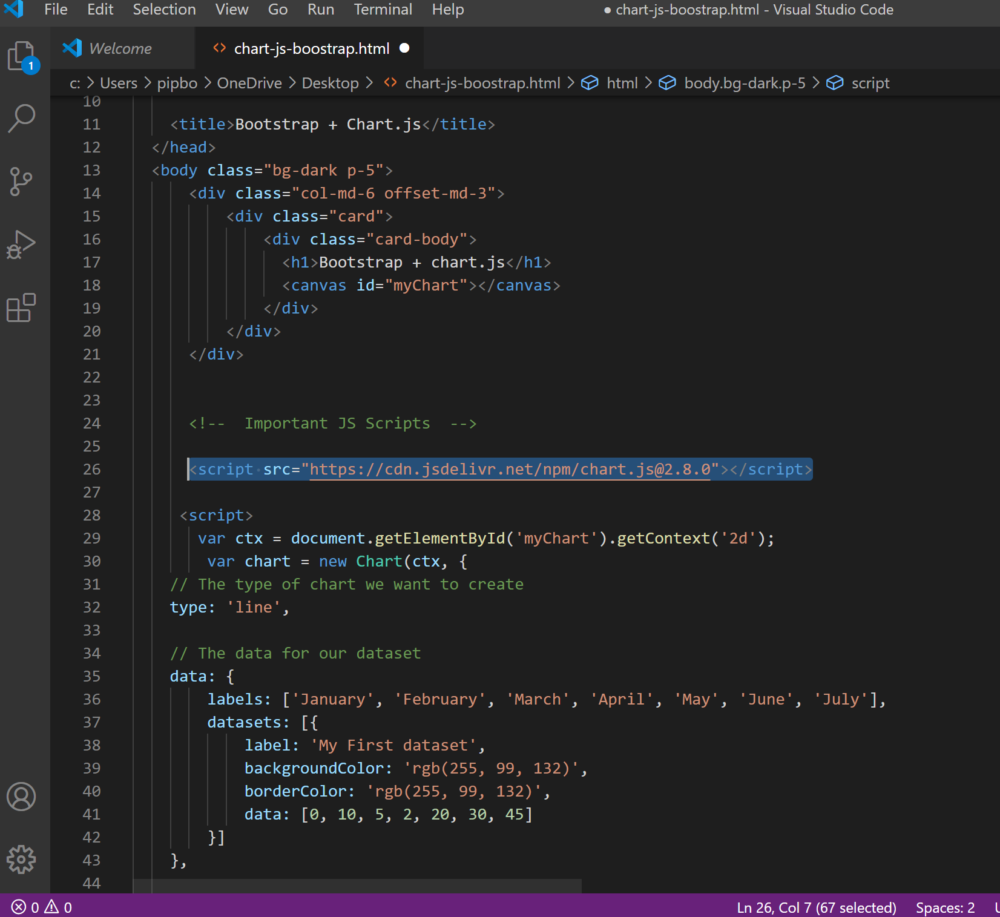 File Edit Selection View Go Run Terminal Help ● chart-js-boostrap.html - Visual Studio Code
Welcome <> chart-js-boostrap.html ●
c: > Users > pipbo > OneDrive > Desktop > <> chart-js-boostrap.html > html > body.bg-dark.p-5 > script
1
10
11 <title>Bootstrap + Chart.js</title>
12 </head>
13 <body class="bg-dark p-5">
14 <div class="col-md-6 offset-md-3">
15 <div class="card">
16 <div class="card-body">
17 <h1>Bootstrap + chart.js</h1>
18 <canvas id="myChart"></canvas>
19 </div>
20 </div>
21 </div>
22
23
24 <!--  Important JS Scripts  -->
25
26 <script src="https://cdn.jsdelivr.net/npm/chart.js@2.8.0"></script>
27
28 <script>
29 var ctx = document.getElementById('myChart').getContext('2d');
30 var chart = new Chart(ctx, {
31 // The type of chart we want to create
32 type: 'line',
33
34 // The data for our dataset
35 data: {
36 labels: ['January', 'February', 'March', 'April', 'May', 'June', 'July'],
37 datasets: [{
38 label: 'My First dataset',
39 backgroundColor: 'rgb(255, 99, 132)',
40 borderColor: 'rgb(255, 99, 132)',
41 data: [0, 10, 5, 2, 20, 30, 45]
42 }]
43 },
44
0 0 Ln 26, Col 7 (67 selected) Spaces: 2